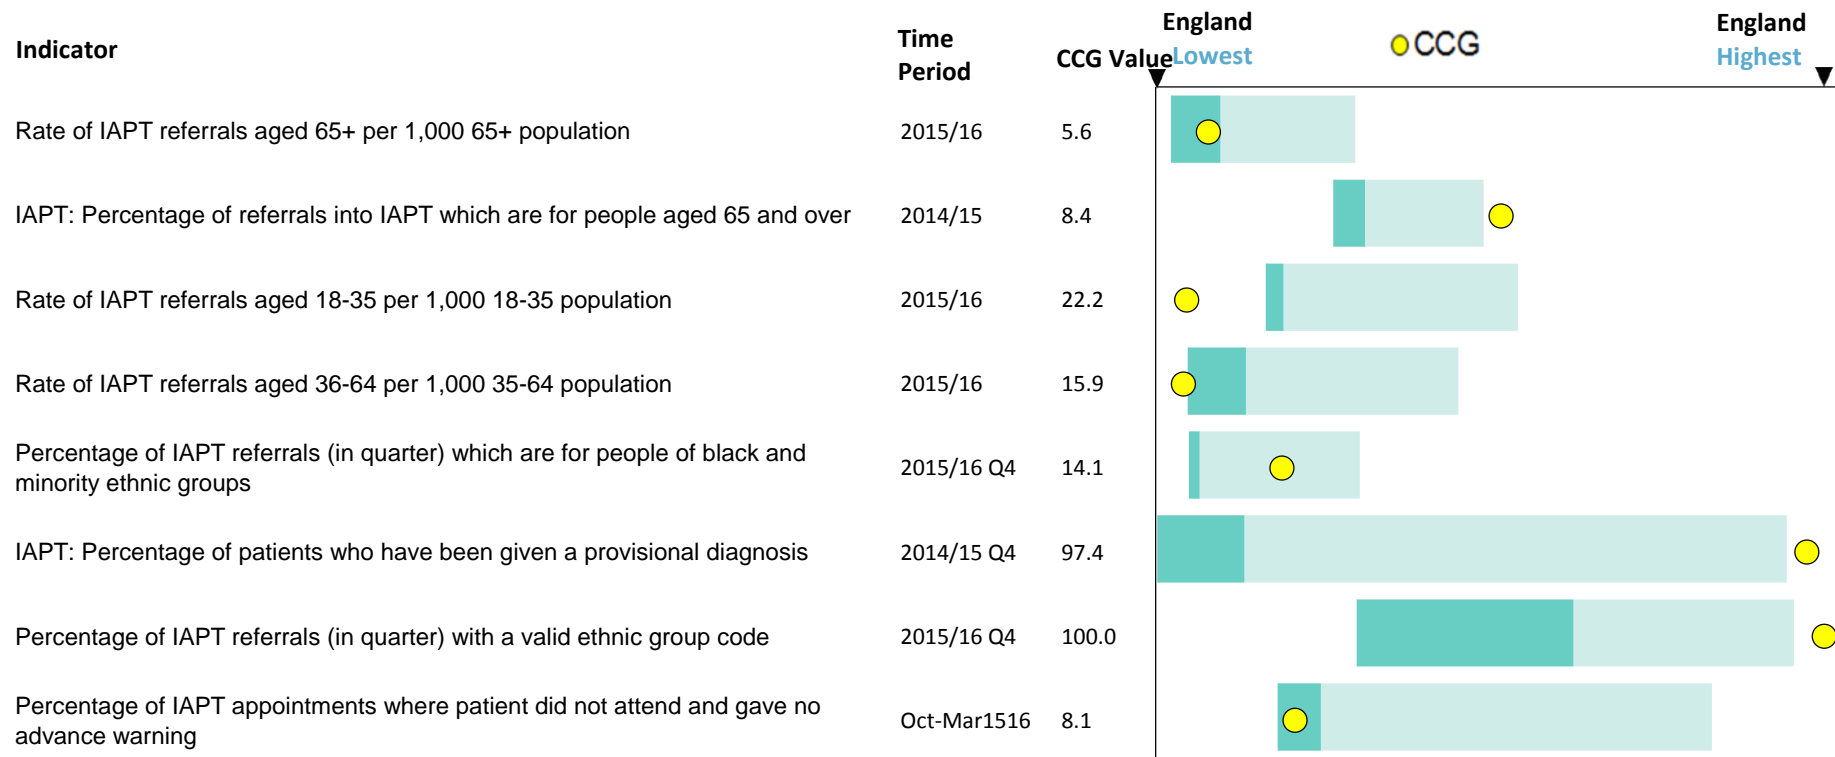 Indicator
Time
Period
CCG Value
England
Lowest
CCG
England
Highest
Rate of IAPT referrals aged 65+ per 1,000 65+ population 2015/16 5.6
IAPT: Percentage of referrals into IAPT which are for people aged 65 and over 2014/15 8.4
Rate of IAPT referrals aged 18-35 per 1,000 18-35 population 2015/16 22.2
Rate of IAPT referrals aged 36-64 per 1,000 35-64 population 2015/16 15.9
Percentage of IAPT referrals (in quarter) which are for people of black and
minority ethnic groups 2015/16 Q4 14.1
IAPT: Percentage of patients who have been given a provisional diagnosis 2014/15 Q4 97.4
Percentage of IAPT referrals (in quarter) with a valid ethnic group code 2015/16 Q4 100.0
Percentage of IAPT appointments where patient did not attend and gave no
advance warning Oct-Mar1516 8.1